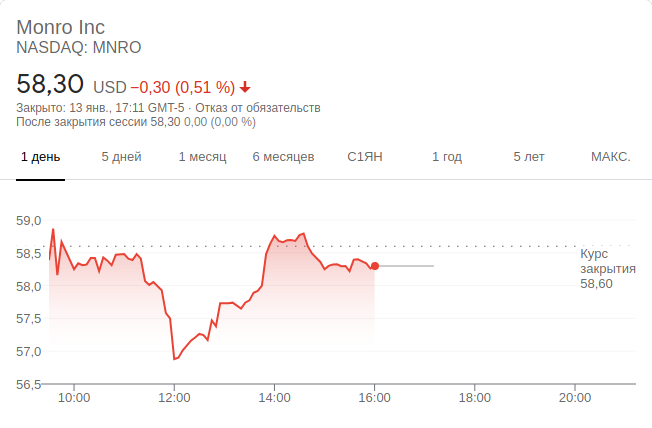 Monro Inc
NASDAQ: MNRO
58,30 USD −0,30 (0,51 %)
Закрыто: 13 янв., 17:11 GMT-5 · Отказ от обязательств
После закрытия сессии 58,30 0,00 (0,00 %)
1 день 5 дней 1 месяц 6 месяцев С1ЯН 1 год 5 лет МАКС.
59,0
58,5
58,0
57,5
57,0
56,5
Курс
закрытия
58,60
10:00 12:00 14:00 16:00 18:00 20:00